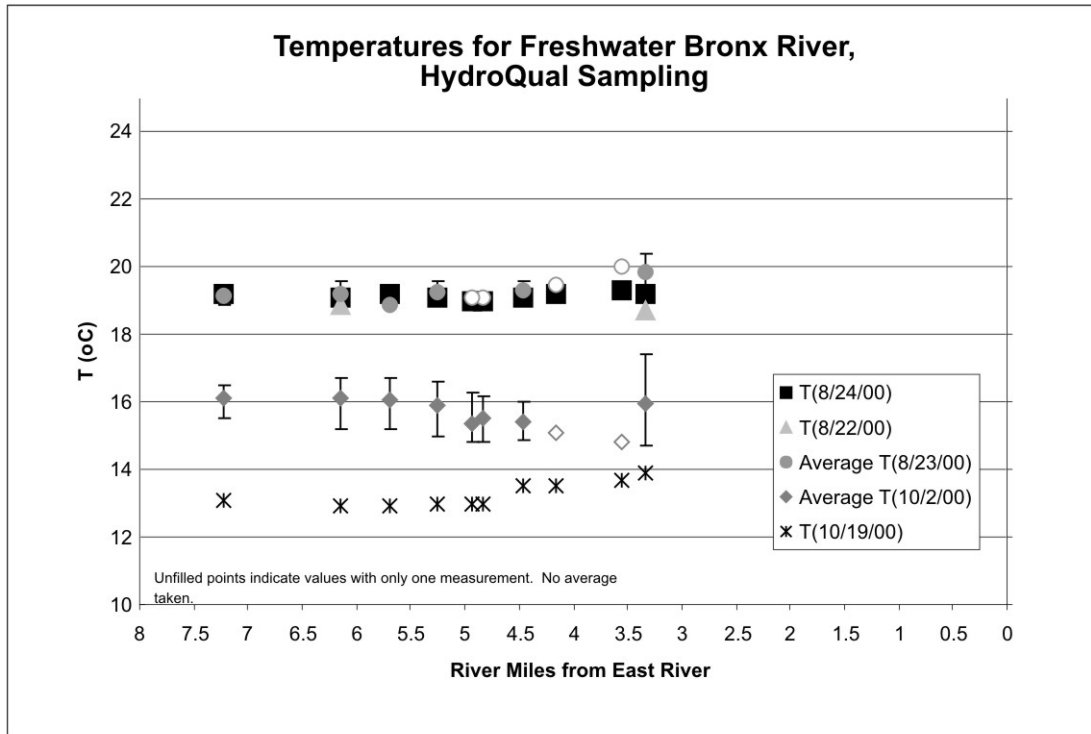 Temperatures for Freshwater Bronx River,
HydroQual Sampling
24
22
20
18
16
14
12
10
T (oC)
T(8/24/00)
T(8/22/00)
Average T(8/23/00)
Average T(10/2/00)
T(10/19/00)
Unfilled points indicate values with only one measurement. No average
taken.
8 7.5 7 6.5 6 5.5 5 4.5 4 3.5 3 2.5 2 1.5 1 0.5 0
River Miles from East River